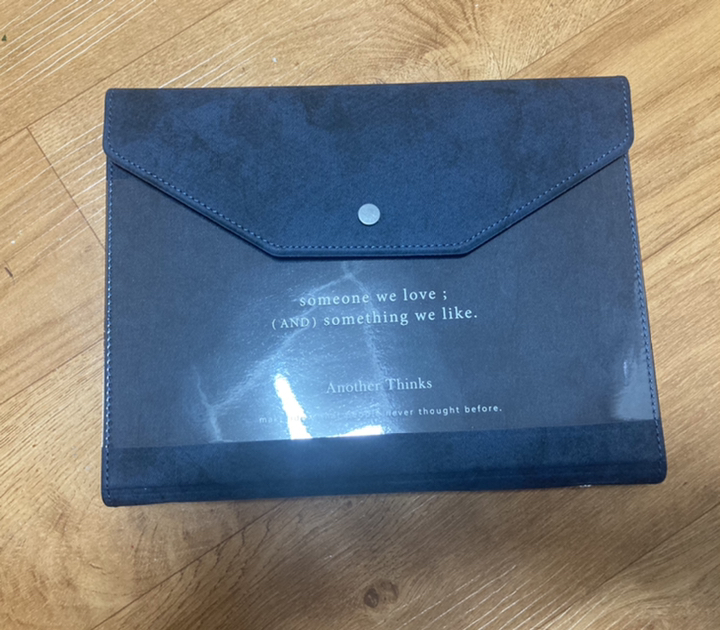 someone we love ;
(AND) something we like.
Another Thinks
never thought before.